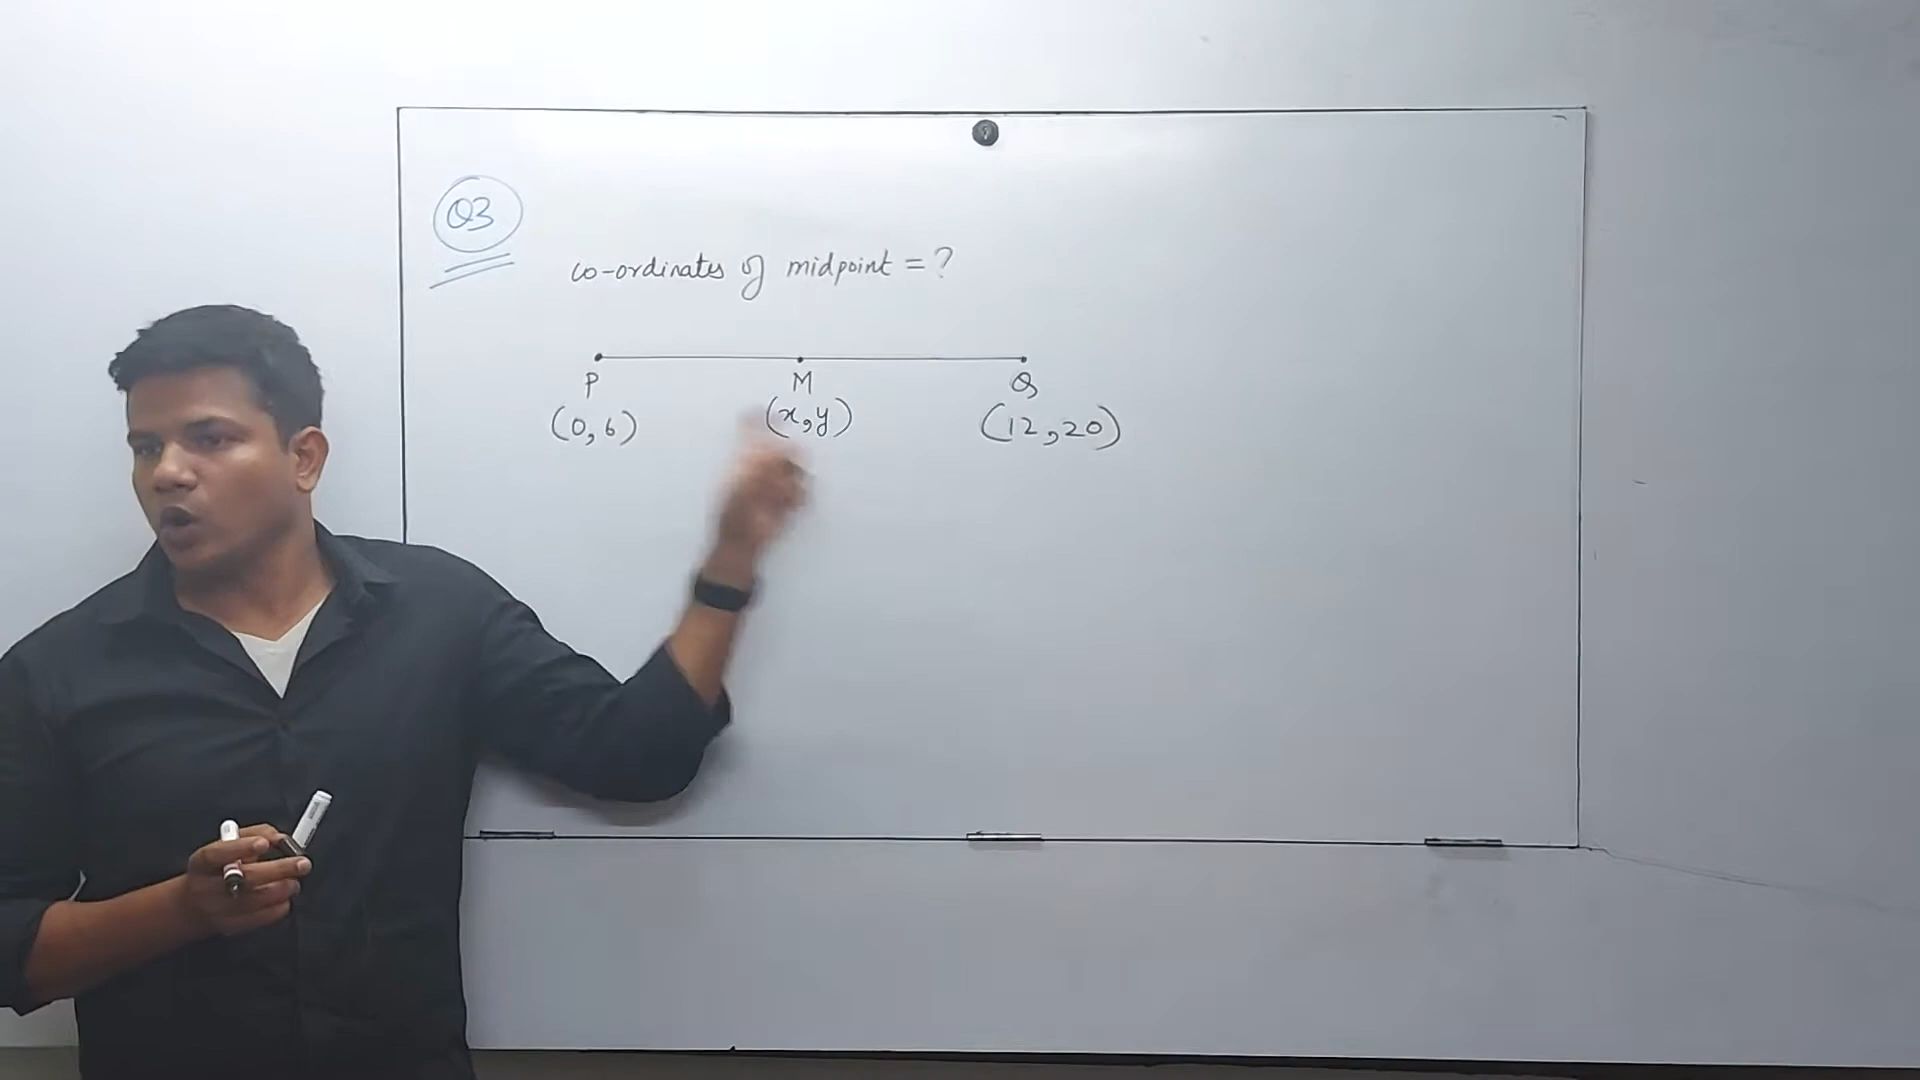 Q3
co-ordinates of midpoint = ?
P M Q
(0,6) (x,y) (12,20)